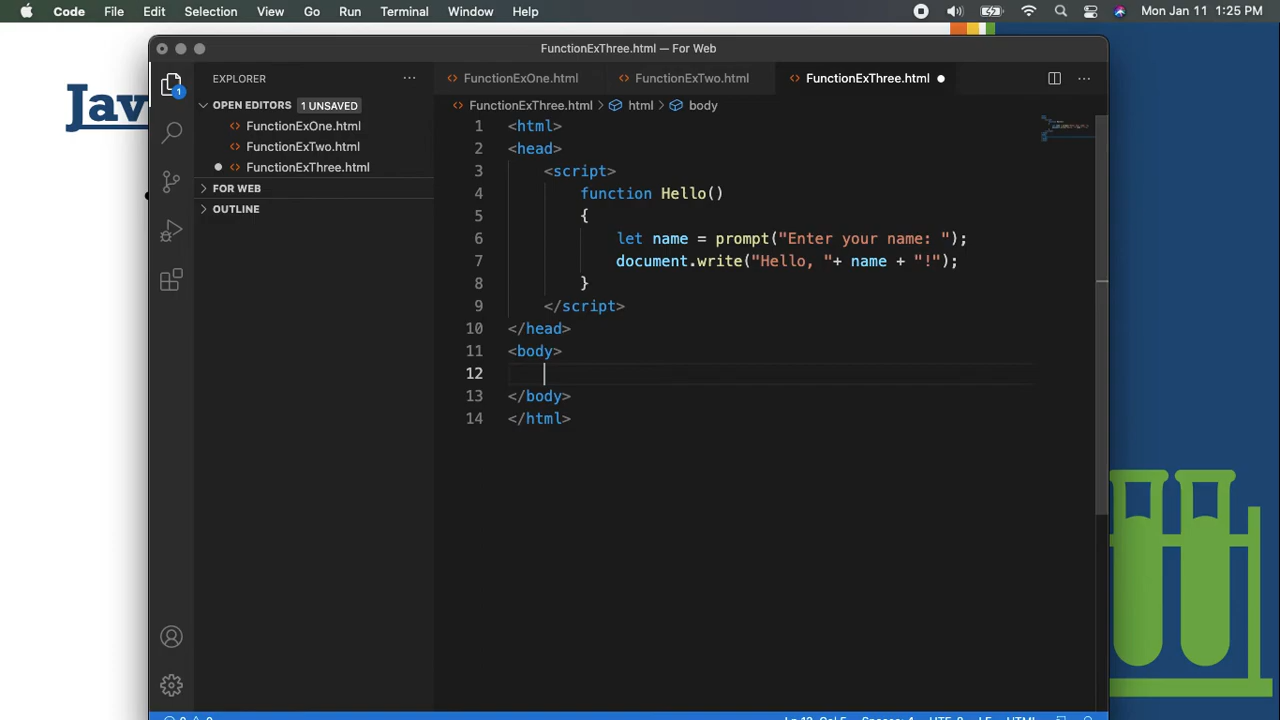 Code File Edit Selection View Go Run Terminal Window Help Mon Jan 11 1:25 PM
FunctionExThree.html — For Web
Jav
EXPLORER
FunctionExOne.html FunctionExTwo.html FunctionExThree.html
OPEN EDITORS 1 UNSAVED
FunctionExThree.html > html > body
FunctionExOne.html
FunctionExTwo.html
FunctionExThree.html
FOR WEB
OUTLINE
1
1 <html>
2 <head>
3 <script>
4 function Hello()
5 {
6 let name = prompt("Enter your name: ");
7 document.write("Hello, "+ name + "!");
8 }
9 </script>
10 </head>
11 <body>
12
13 </body>
14 </html>